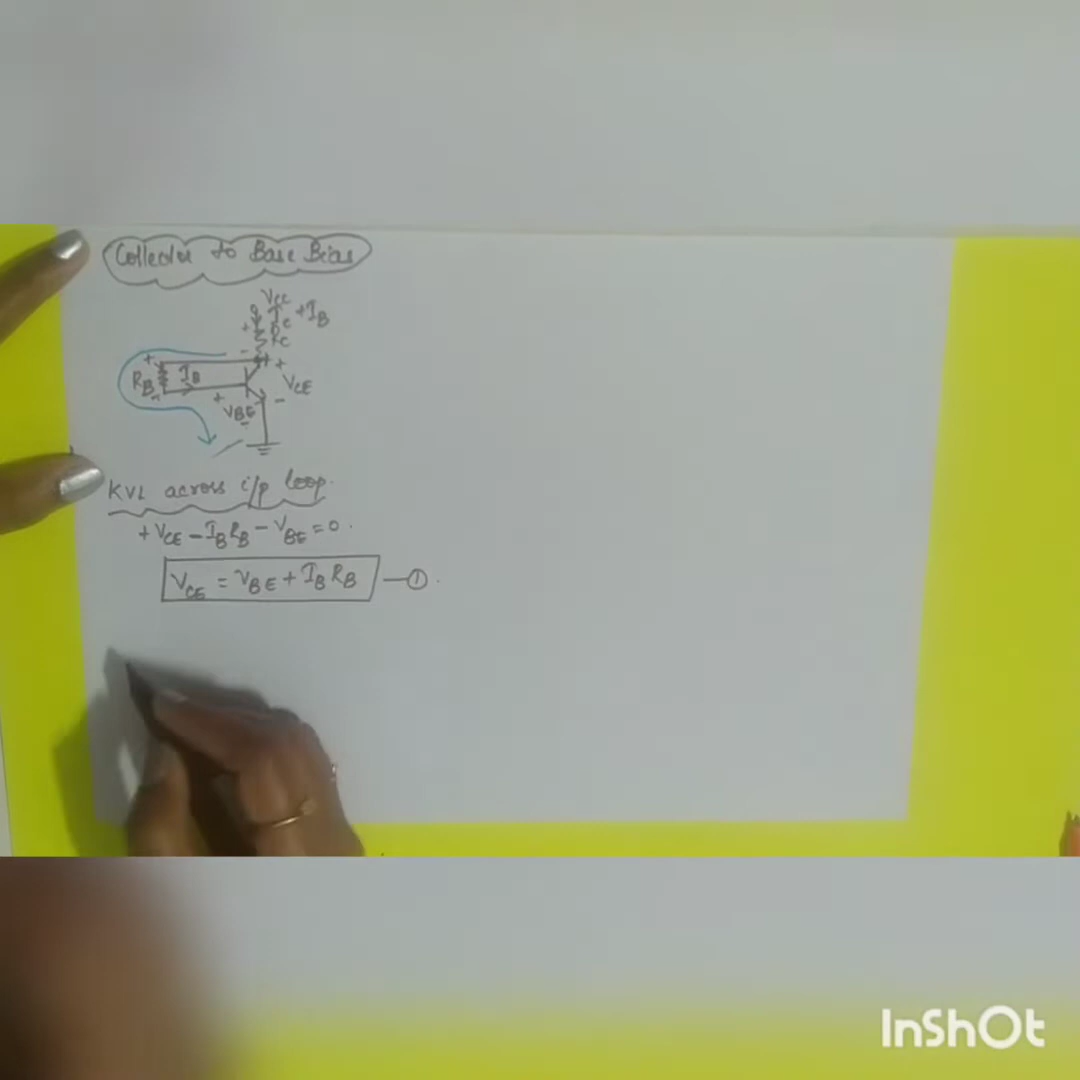 Collector to Base Bias
VCC
IC + IB
RC
+
-
+
RB
IB
-
+
VBE
-
+
VCE
-
KVL across i/p loop.
+VCE - IBRB - VBE = 0.
VCE = VBE + IBRB —①.
InShOt